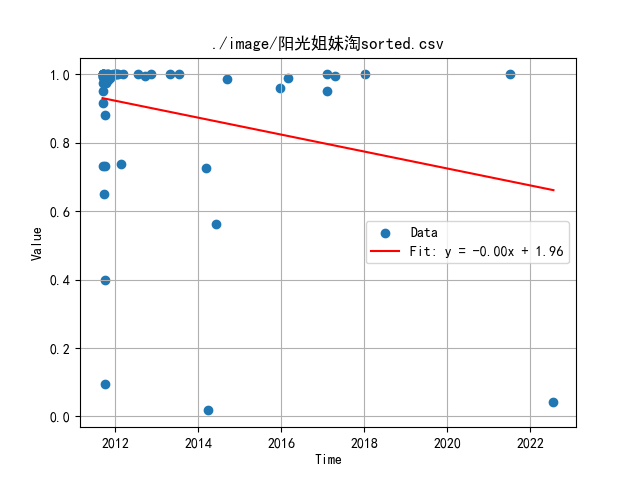 ./image/阳光姐妹淘sorted.csv
1.0
0.8
0.6
0.4
0.2
0.0
Value
Data
Fit: y = -0.00x + 1.96
2012 2014 2016 2018 2020 2022
Time